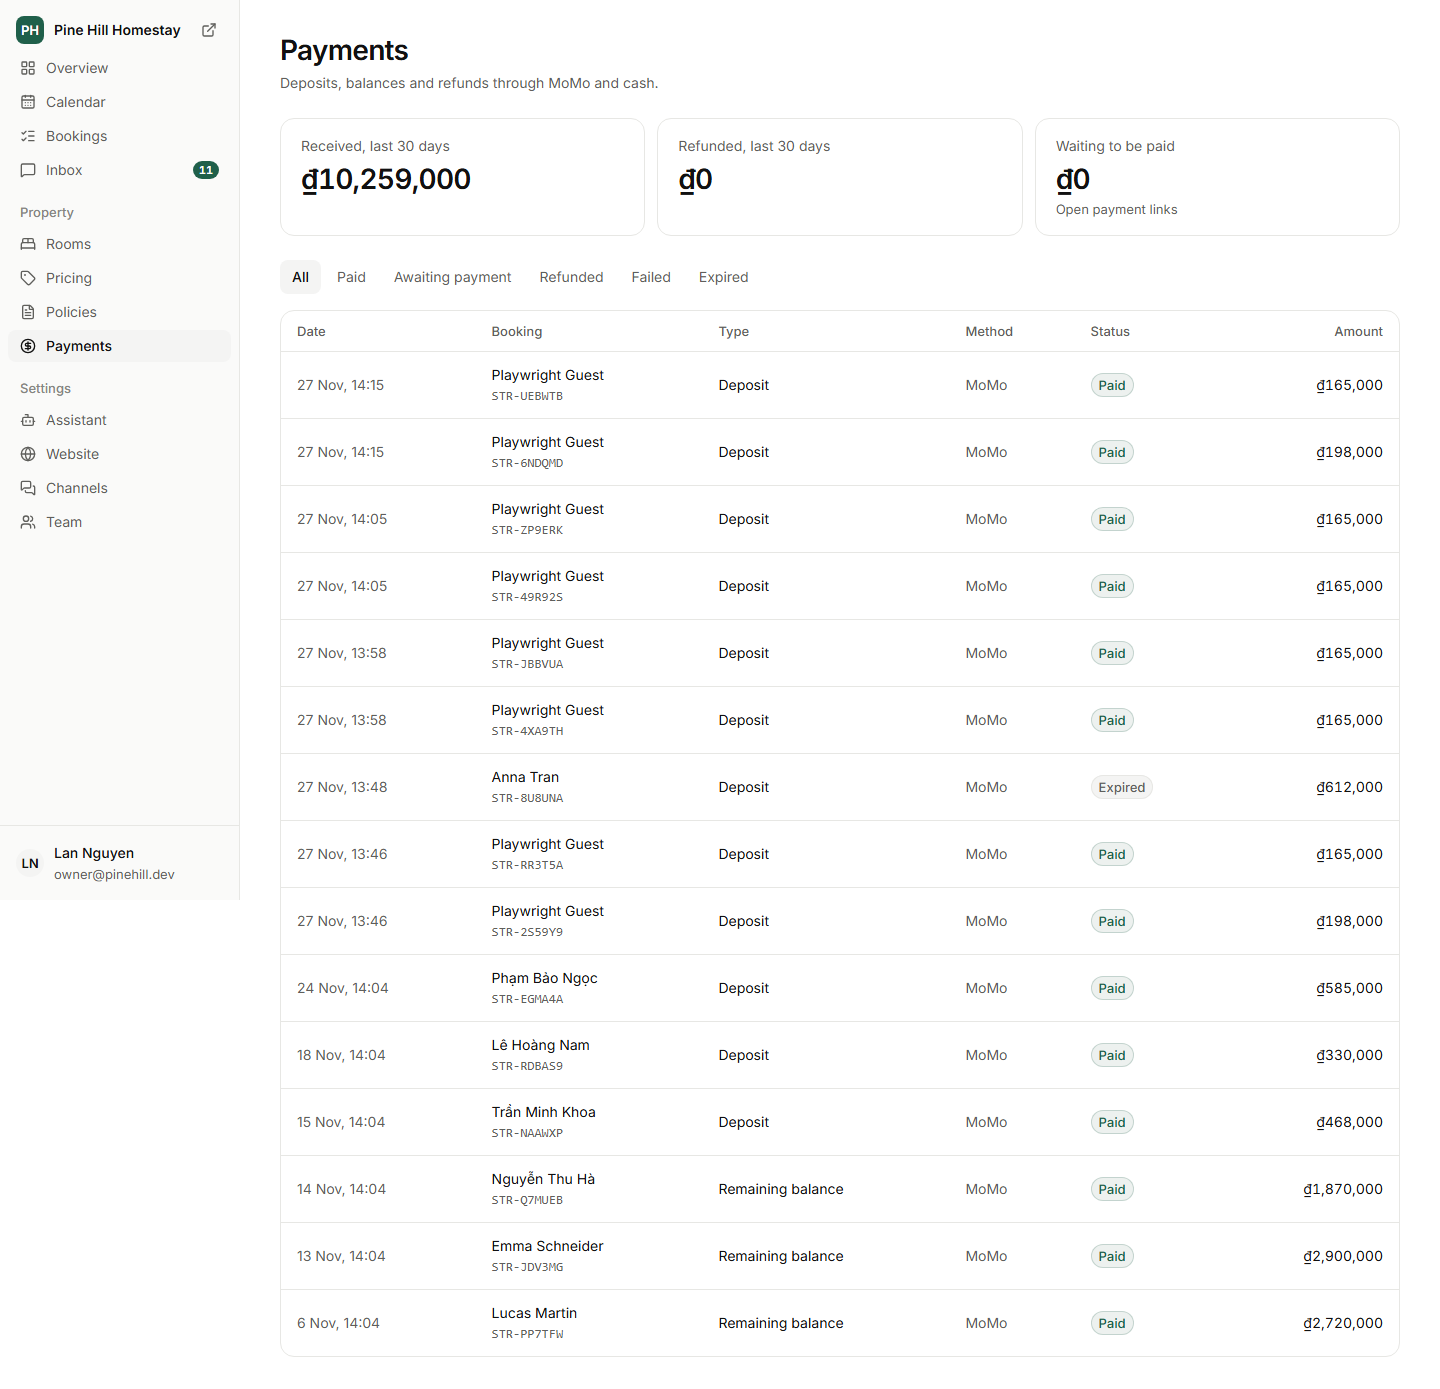 PH Pine Hill Homestay
Overview
Calendar
Bookings
Inbox 11
Property
Rooms
Pricing
Policies
Payments
Settings
Assistant
Website
Channels
Team
LN Lan Nguyen
owner@pinehill.dev
Payments
Deposits, balances and refunds through MoMo and cash.
Received, last 30 days
₫10,259,000
Refunded, last 30 days
₫0
Waiting to be paid
₫0
Open payment links
All Paid Awaiting payment Refunded Failed Expired
Date Booking Type Method Status Amount
27 Nov, 14:15 Playwright Guest Deposit MoMo Paid ₫165,000
STR-UEBWTB
27 Nov, 14:15 Playwright Guest Deposit MoMo Paid ₫198,000
STR-6NDQMD
27 Nov, 14:05 Playwright Guest Deposit MoMo Paid ₫165,000
STR-ZP9ERK
27 Nov, 14:05 Playwright Guest Deposit MoMo Paid ₫165,000
STR-49R92S
27 Nov, 13:58 Playwright Guest Deposit MoMo Paid ₫165,000
STR-JBBVUA
27 Nov, 13:58 Playwright Guest Deposit MoMo Paid ₫165,000
STR-4XA9TH
27 Nov, 13:48 Anna Tran Deposit MoMo Expired ₫612,000
STR-8U8UNA
27 Nov, 13:46 Playwright Guest Deposit MoMo Paid ₫165,000
STR-RR3T5A
27 Nov, 13:46 Playwright Guest Deposit MoMo Paid ₫198,000
STR-2S59Y9
24 Nov, 14:04 Phạm Bảo Ngọc Deposit MoMo Paid ₫585,000
STR-EGMA4A
18 Nov, 14:04 Lê Hoàng Nam Deposit MoMo Paid ₫330,000
STR-RDBAS9
15 Nov, 14:04 Trần Minh Khoa Deposit MoMo Paid ₫468,000
STR-NAAWXP
14 Nov, 14:04 Nguyễn Thu Hà Remaining balance MoMo Paid ₫1,870,000
STR-Q7MUEB
13 Nov, 14:04 Emma Schneider Remaining balance MoMo Paid ₫2,900,000
STR-JDV3MG
6 Nov, 14:04 Lucas Martin Remaining balance MoMo Paid ₫2,720,000
STR-PP7TFW